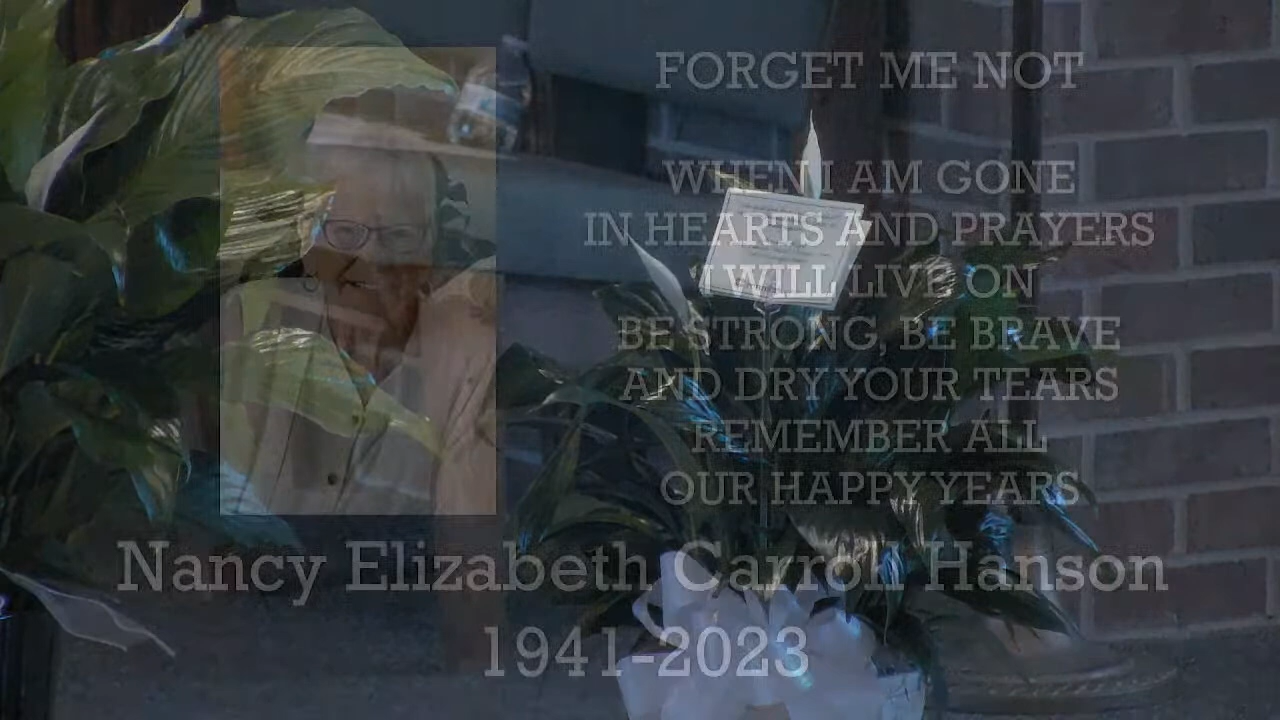 FORGET ME NOT
WHEN I AM GONE
IN HEARTS AND PRAYERS
I WILL LIVE ON
BE STRONG, BE BRAVE
AND DRY YOUR TEARS
REMEMBER ALL
OUR HAPPY YEARS
Nancy Elizabeth Carrol Hanson
1941-2023